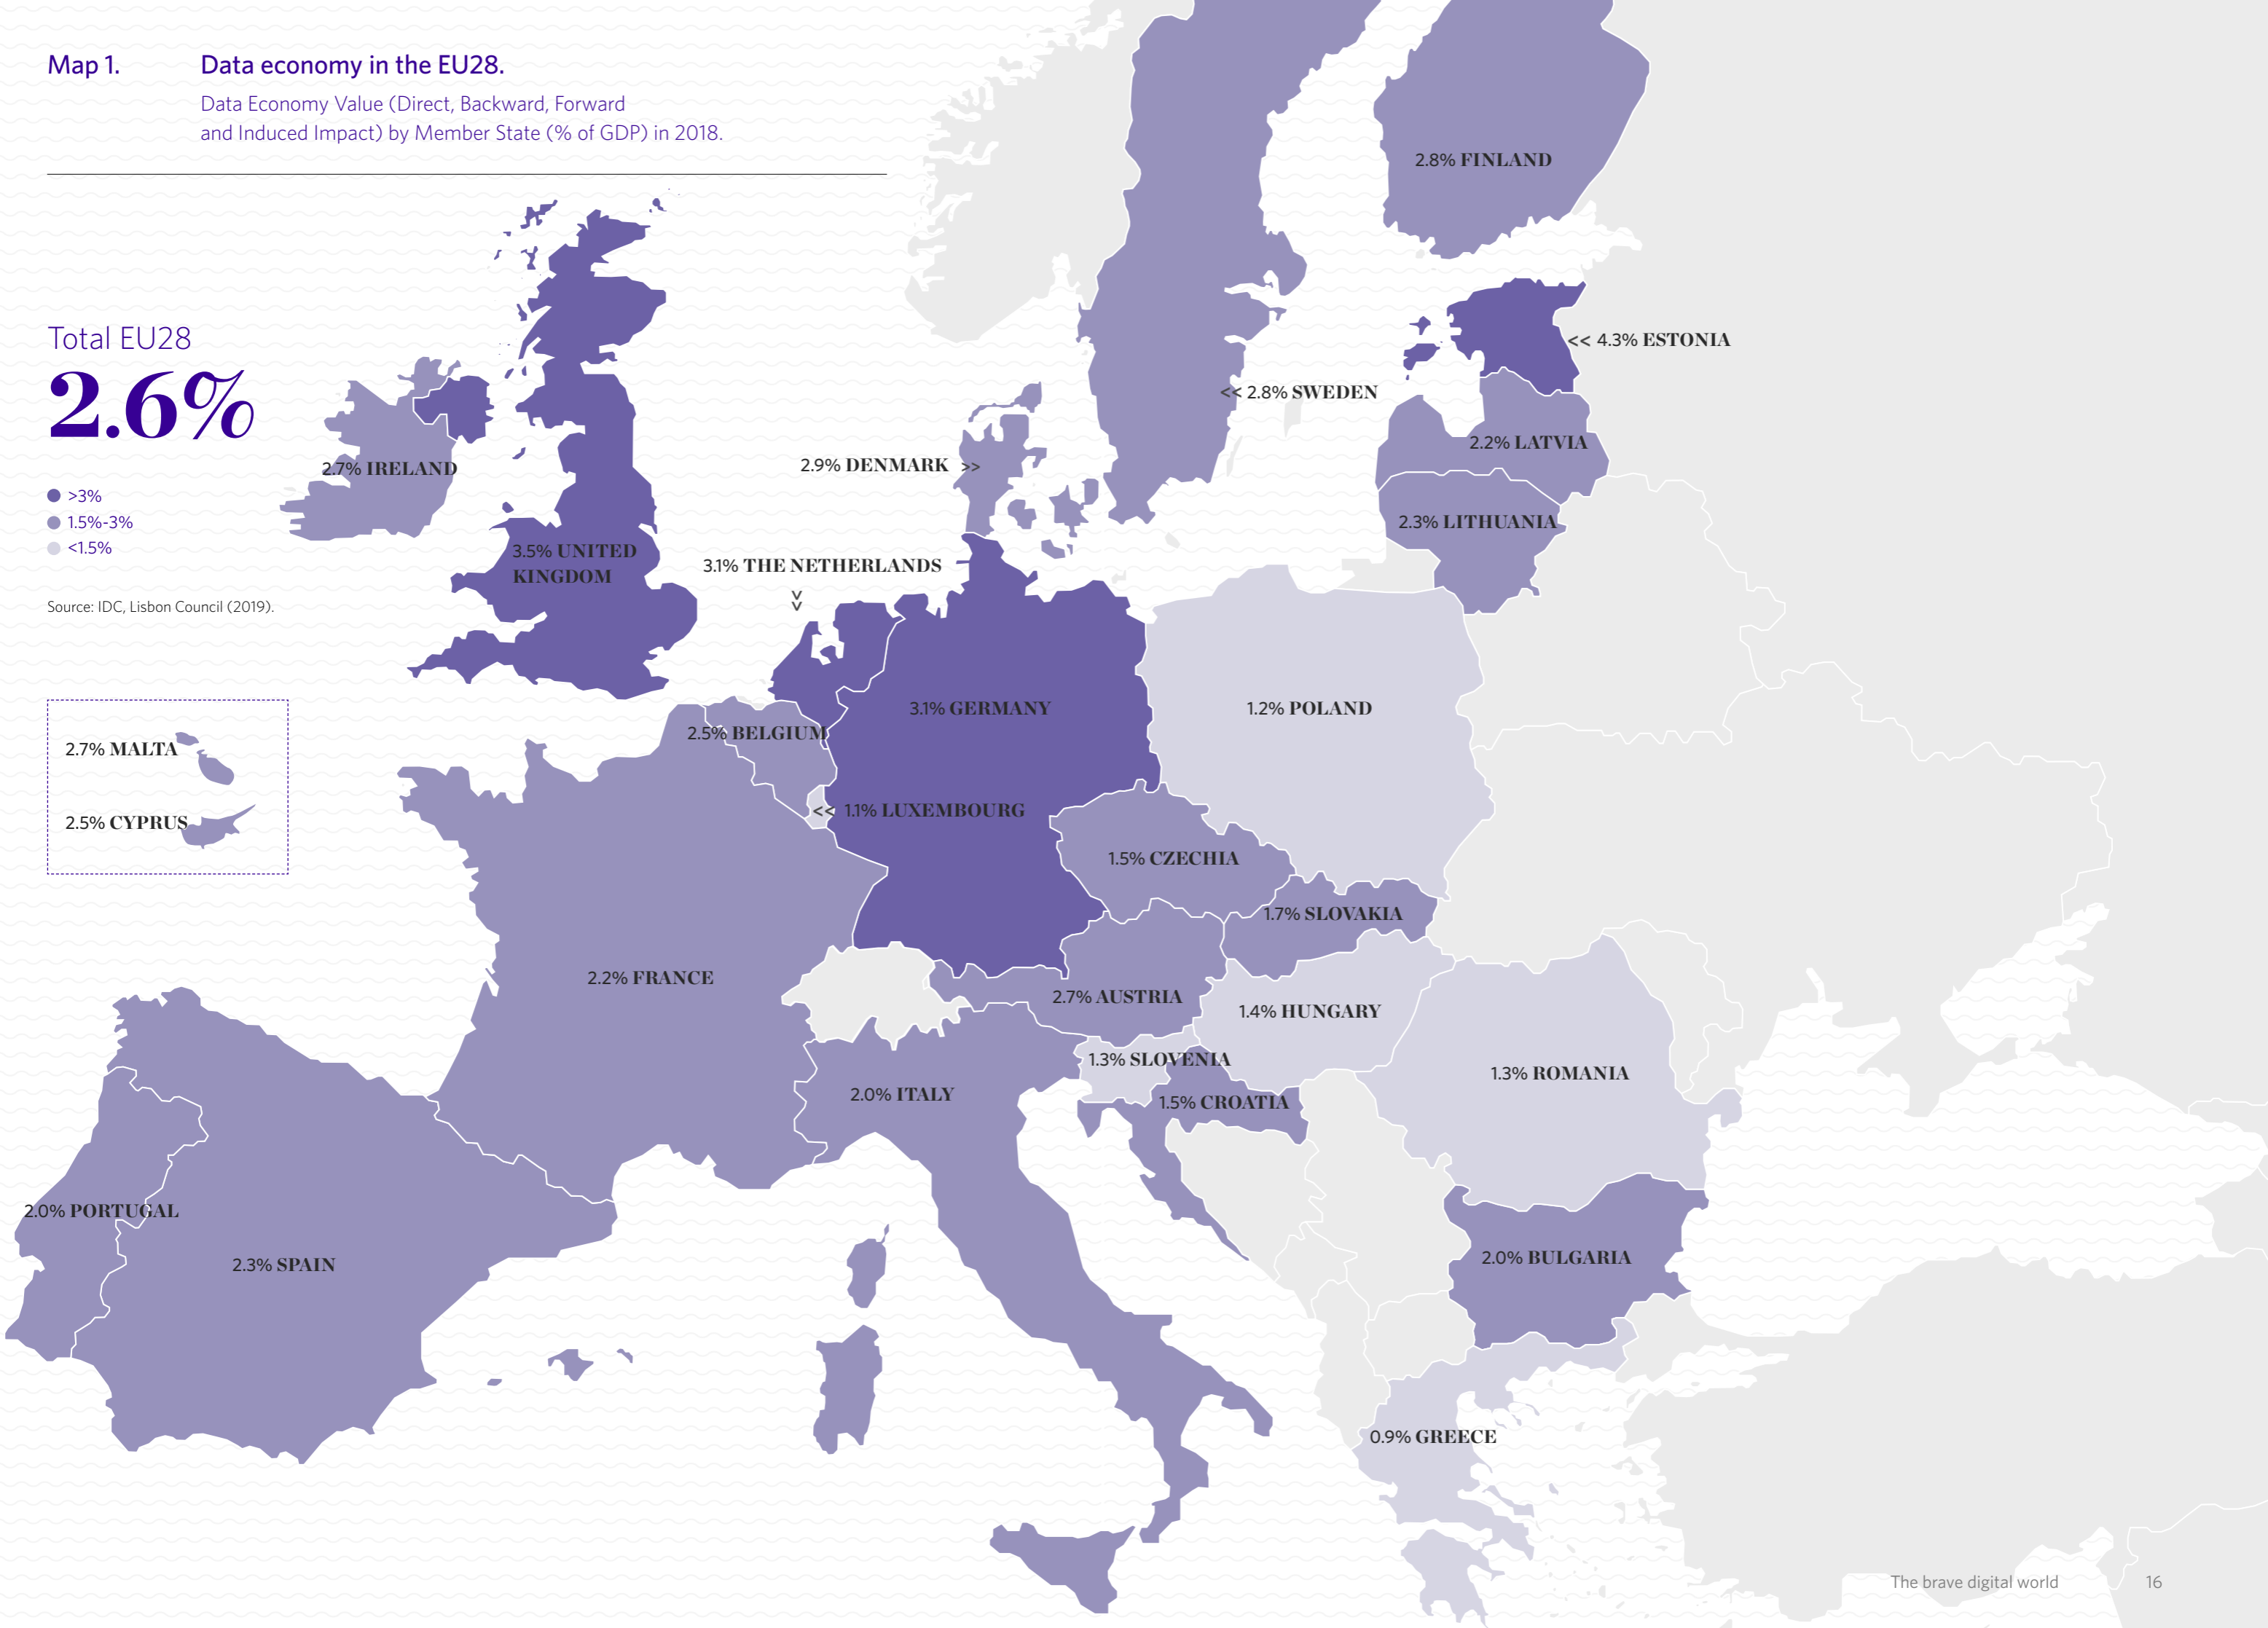 Map 1.
Data economy in the EU28.
Data Economy Value (Direct, Backward, Forward
and Induced Impact) by Member State (% of GDP) in 2018.
2.8% FINLAND
Total EU28
2.6%
<< 4.3% ESTONIA
<< 2.8% SWEDEN
2.2% LATVIA
2.9% DENMARK >>
2.7% IRELAND
>3%
1.5%-3%
<1.5%
2.3% LITHUANIA
3.5% UNITED
KINGDOM
3.1% THE NETHERLANDS
>>
Source: IDC, Lisbon Council (2019).
3.1% GERMANY
1.2% POLAND
2.5% BELGIUM
2.7% MALTA
2.5% CYPRUS
<< 1.1% LUXEMBOURG
1.5% CZECHIA
1.7% SLOVAKIA
2.2% FRANCE
2.7% AUSTRIA
1.4% HUNGARY
1.3% SLOVENIA
1.3% ROMANIA
2.0% ITALY
1.5% CROATIA
2.0% PORTUGAL
2.3% SPAIN
2.0% BULGARIA
0.9% GREECE
The brave digital world
16